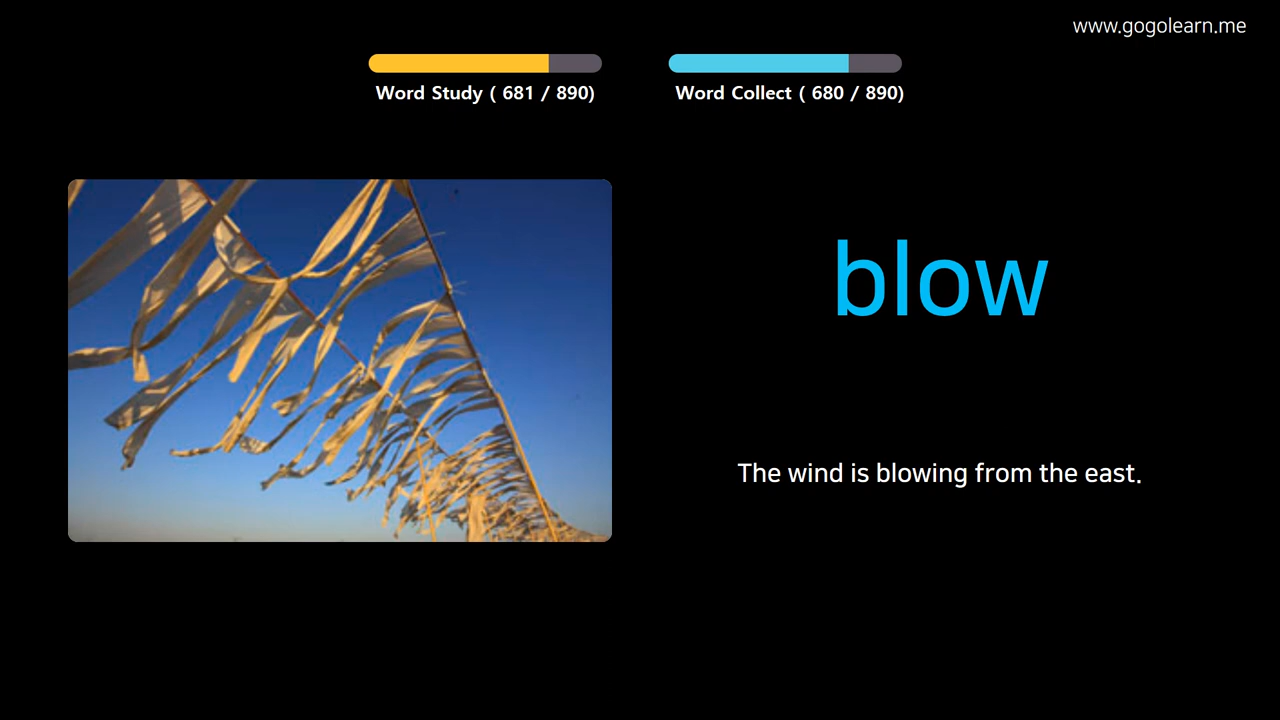 www.gogolearn.me
Word Study ( 681 / 890)
Word Collect ( 680 / 890)
blow
The wind is blowing from the east.